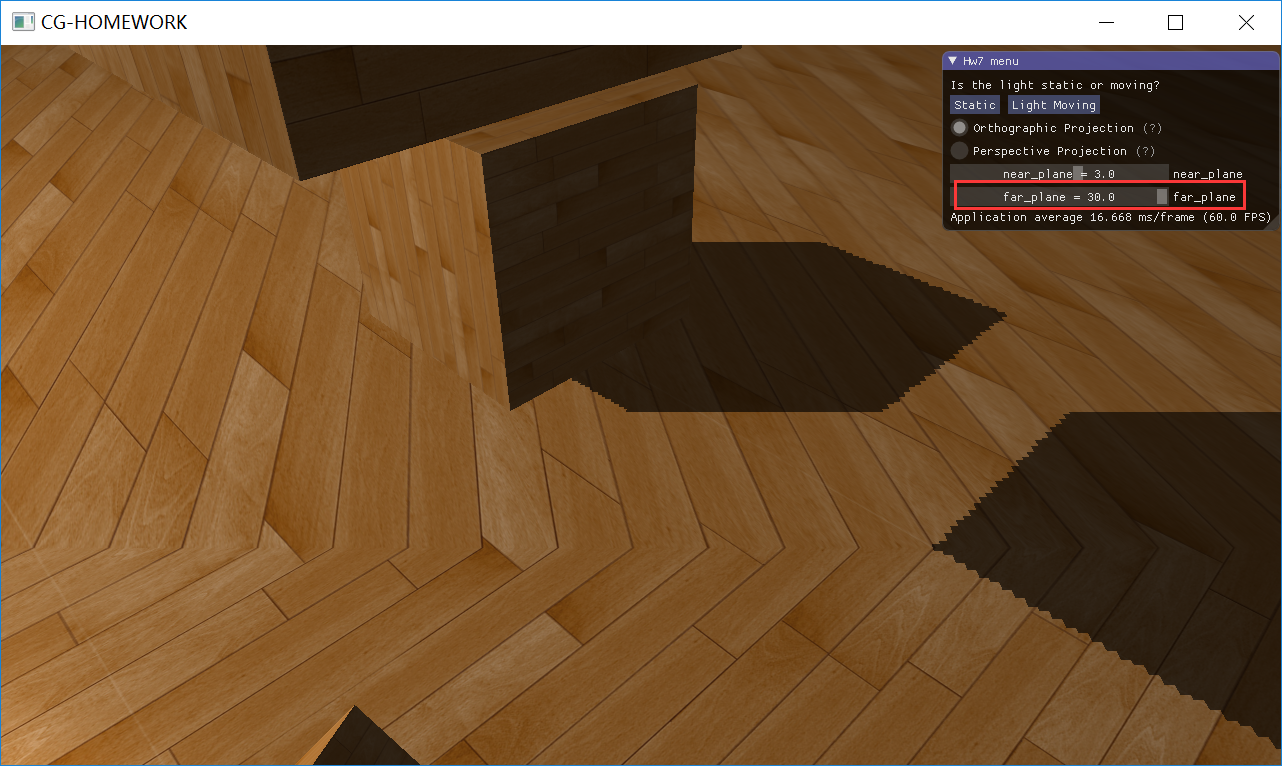 CG-HOMEWORK
Hw7 menu
Is the light static or moving?
Static Light Moving
Orthographic Projection (?)
Perspective Projection (?)
near_plane = 3.0 near_plane
far_plane = 30.0 far_plane
Application average 16.668 ms/frame (60.0 FPS)